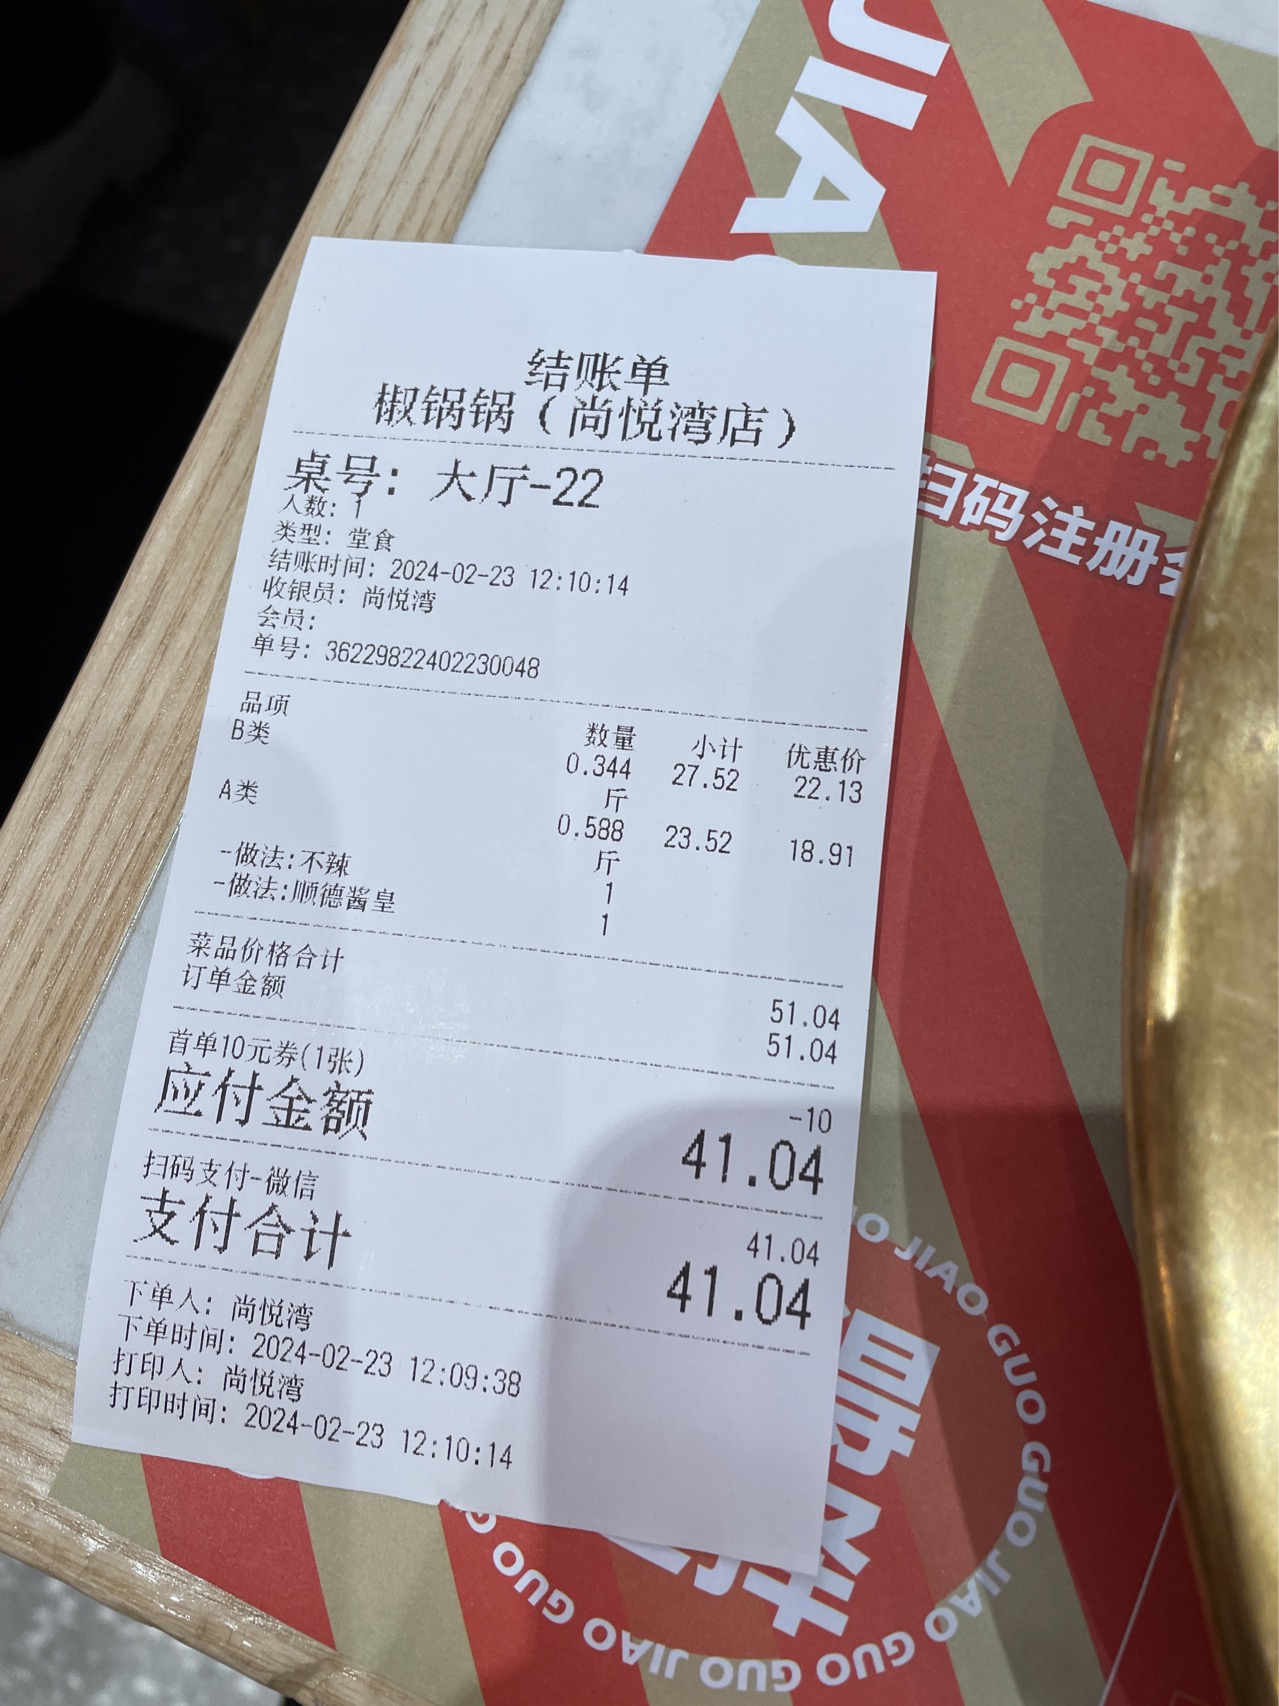 JIA
扫码注册
结账单
椒锅锅(尚悦湾店)
桌号: 大厅-22
人数: 1
类型: 堂食
结账时间: 2024-02-23 12:10:14
收银员: 尚悦湾
会员:
单号: 36229822402230048
品项 数量 小计 优惠价
B类 0.344 27.52 22.13
斤
A类 0.588 23.52 18.91
斤
-做法:不辣 1
-做法:顺德酱皇 1
菜品价格合计 51.04
订单金额 51.04
首单10元券(1张) -10
应付金额 41.04
扫码支付-微信 41.04
支付合计 41.04
下单人: 尚悦湾
下单时间: 2024-02-23 12:09:38
打印人: 尚悦湾
打印时间: 2024-02-23 12:10:14
JIAO GUO GUO JIAO GUO GUO JIAO GUO GUO